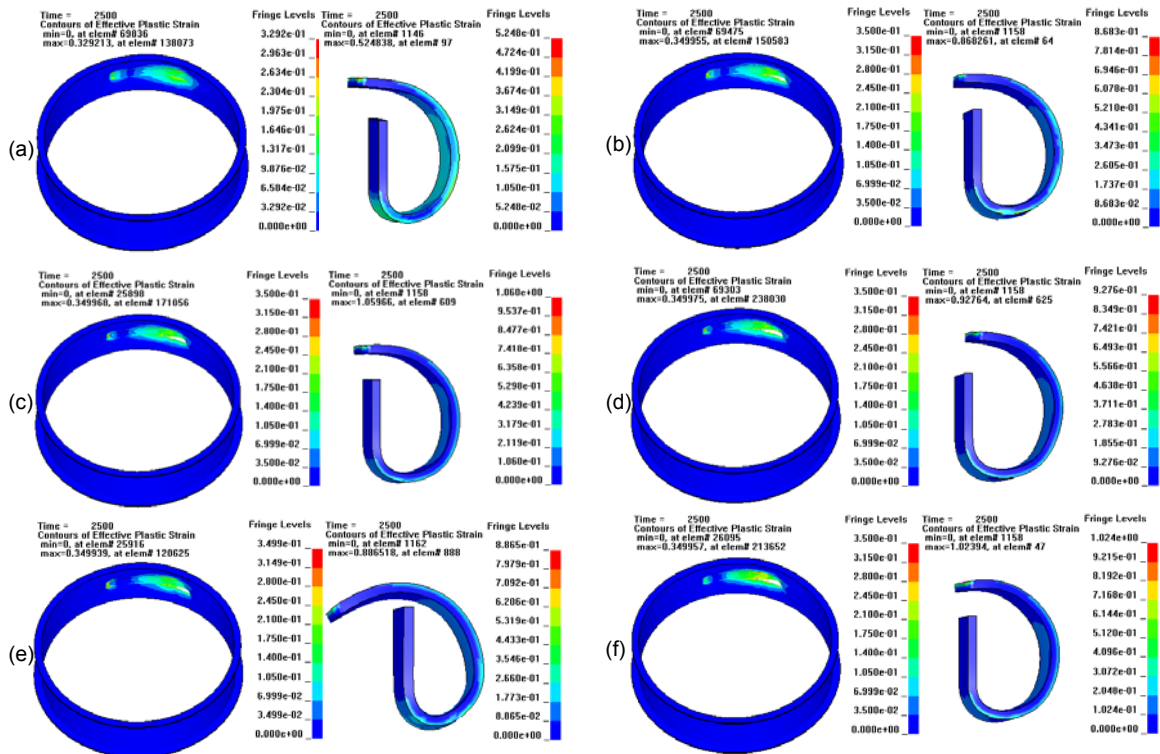 (a)
Time = 2500
Contours of Effective Plastic Strain
min=0, at elem# 69836
max=0.329213, at elem# 138073
Fringe Levels
3.292e-01
2.963e-01
2.634e-01
2.304e-01
1.975e-01
1.646e-01
1.317e-01
9.876e-02
6.584e-02
3.292e-02
0.000e+00
Time = 2500
Contours of Effective Plastic Strain
min=0, at elem# 1146
max=0.524838, at elem# 97
Fringe Levels
5.248e-01
4.724e-01
4.199e-01
3.674e-01
3.149e-01
2.624e-01
2.099e-01
1.575e-01
1.050e-01
5.248e-02
0.000e+00
(b)
Time = 2500
Contours of Effective Plastic Strain
min=0, at elem# 69475
max=0.349955, at elem# 150583
Fringe Levels
3.500e-01
3.150e-01
2.800e-01
2.450e-01
2.100e-01
1.750e-01
1.400e-01
1.050e-01
6.999e-02
3.500e-02
0.000e+00
Time = 2500
Contours of Effective Plastic Strain
min=0, at elem# 1158
max=0.868261, at elem# 64
Fringe Levels
8.683e-01
7.814e-01
6.946e-01
6.078e-01
5.210e-01
4.341e-01
3.473e-01
2.605e-01
1.737e-01
8.683e-02
0.000e+00
(c)
Time = 2500
Contours of Effective Plastic Strain
min=0, at elem# 25898
max=0.349968, at elem# 171056
Fringe Levels
3.500e-01
3.150e-01
2.800e-01
2.450e-01
2.100e-01
1.750e-01
1.400e-01
1.050e-01
6.999e-02
3.500e-02
0.000e+00
Time = 2500
Contours of Effective Plastic Strain
min=0, at elem# 1158
max=1.05966, at elem# 609
Fringe Levels
1.060e+00
9.537e-01
8.477e-01
7.418e-01
6.358e-01
5.298e-01
4.239e-01
3.179e-01
2.119e-01
1.060e-01
0.000e+00
(d)
Time = 2500
Contours of Effective Plastic Strain
min=0, at elem# 69303
max=0.349975, at elem# 238030
Fringe Levels
3.500e-01
3.150e-01
2.800e-01
2.450e-01
2.100e-01
1.750e-01
1.400e-01
1.050e-01
6.999e-02
3.500e-02
0.000e+00
Time = 2500
Contours of Effective Plastic Strain
min=0, at elem# 1158
max=0.92764, at elem# 625
Fringe Levels
9.276e-01
8.349e-01
7.421e-01
6.493e-01
5.566e-01
4.638e-01
3.711e-01
2.783e-01
1.855e-01
9.276e-02
0.000e+00
(e)
Time = 2500
Contours of Effective Plastic Strain
min=0, at elem# 25916
max=0.349939, at elem# 120625
Fringe Levels
3.499e-01
3.149e-01
2.800e-01
2.450e-01
2.100e-01
1.750e-01
1.400e-01
1.050e-01
6.999e-02
3.499e-02
0.000e+00
Time = 2500
Contours of Effective Plastic Strain
min=0, at elem# 1162
max=0.886518, at elem# 888
Fringe Levels
8.865e-01
7.979e-01
7.092e-01
6.206e-01
5.319e-01
4.433e-01
3.546e-01
2.660e-01
1.773e-01
8.865e-02
0.000e+00
(f)
Time = 2500
Contours of Effective Plastic Strain
min=0, at elem# 26095
max=0.349957, at elem# 213652
Fringe Levels
3.500e-01
3.150e-01
2.800e-01
2.450e-01
2.100e-01
1.750e-01
1.400e-01
1.050e-01
6.999e-02
3.500e-02
0.000e+00
Time = 2500
Contours of Effective Plastic Strain
min=0, at elem# 1158
max=1.02394, at elem# 47
Fringe Levels
1.024e+00
9.215e-01
8.192e-01
7.168e-01
6.144e-01
5.120e-01
4.096e-01
3.072e-01
2.048e-01
1.024e-01
0.000e+00